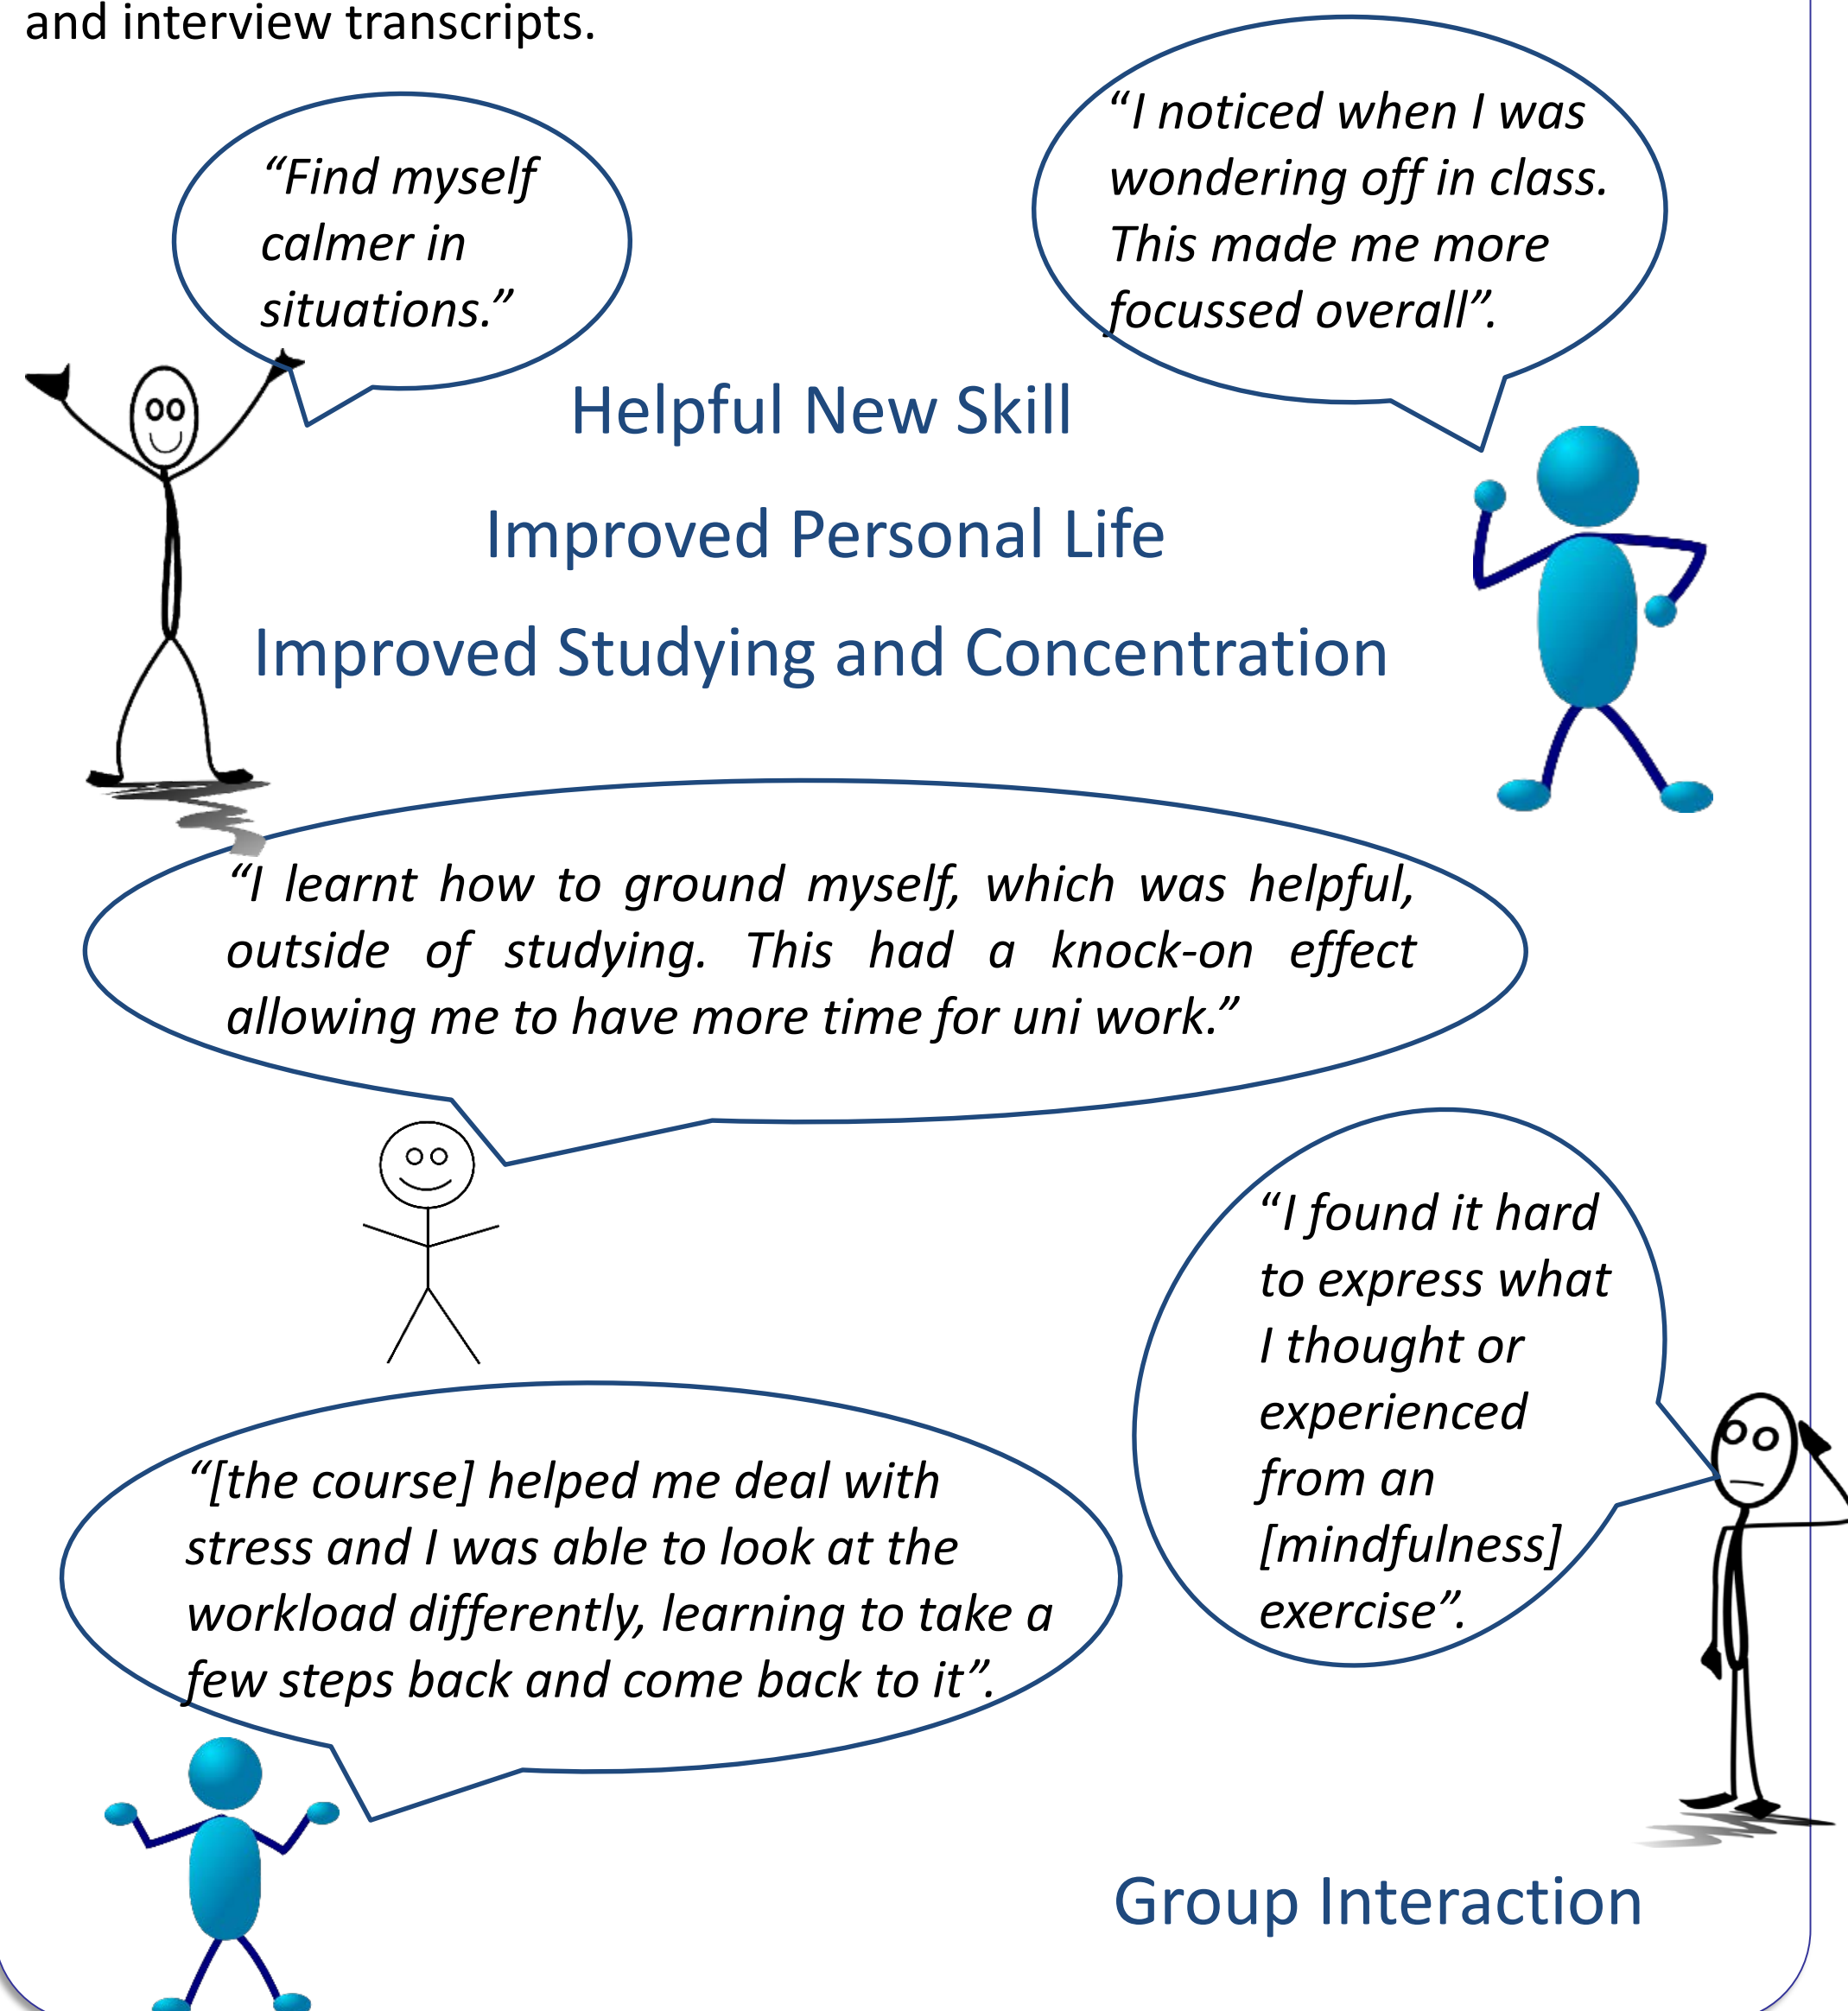 and interview transcripts.
“Find myself
calmer in
situations.”
“I noticed when I was
wondering off in class.
This made me more
focussed overall”.
Helpful New Skill
Improved Personal Life
Improved Studying and Concentration
“I learnt how to ground myself, which was helpful,
outside of studying. This had a knock-on effect
allowing me to have more time for uni work.”
“I found it hard
to express what
I thought or
experienced
from an
[mindfulness]
exercise”.
“[the course] helped me deal with
stress and I was able to look at the
workload differently, learning to take a
few steps back and come back to it”.
Group Interaction